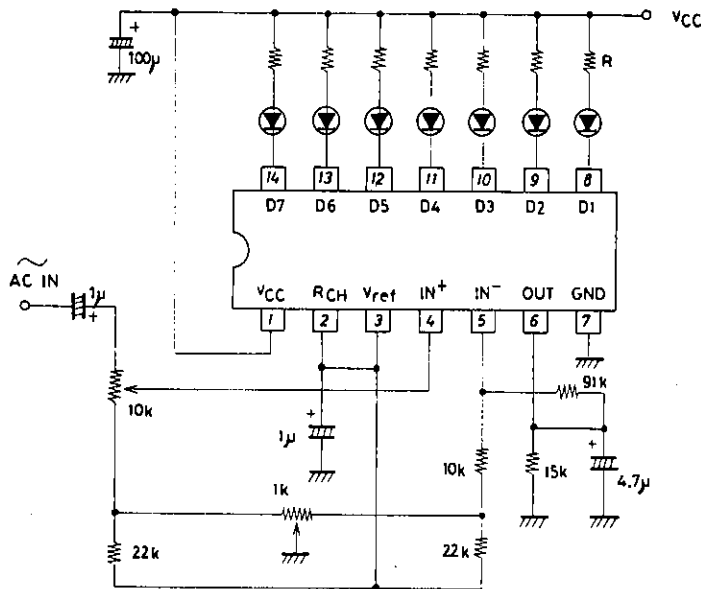 VCC
100μ
R
14 13 12 11 10 9 8
D7 D6 D5 D4 D3 D2 D1
AC IN
1μ
VCC RCH Vref IN+ IN- OUT GND
1 2 3 4 5 6 7
10k
91k
1μ
10k
15k
4.7μ
1k
22k
22k